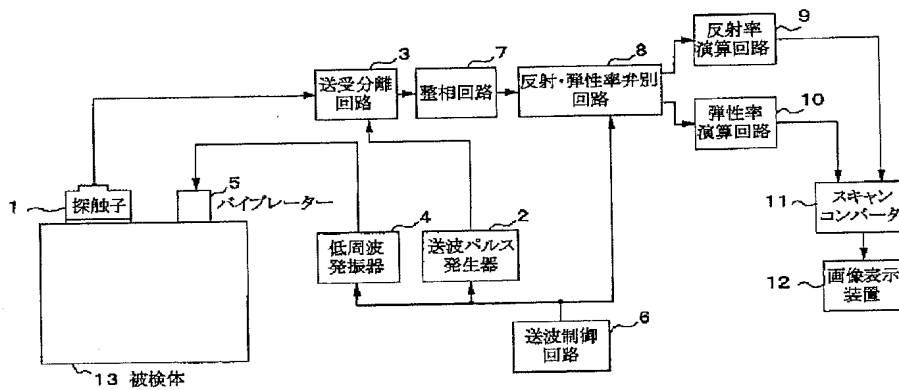 3
送受分離
回路
7
整相回路
8
反射・弾性率弁別
回路
9
反射率
演算回路
10
弾性率
演算回路
1
探触子
5
バイブレーター
4
低周波
発振器
2
送波パルス
発生器
11
スキャン
コンバータ
12
画像表示
装置
6
送波制御
回路
13 被検体